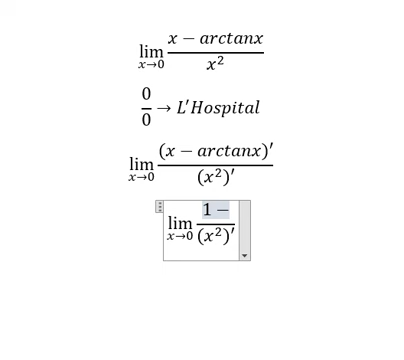 lim x→0 x − arctanx / x²
0/0 → L′Hospital
lim x→0 (x − arctanx)′ / (x²)′
lim x→0 1 − / (x²)′